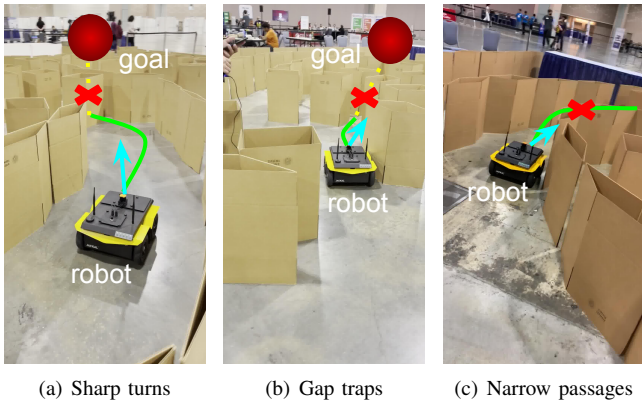 goal
robot
goal
robot
robot
(a) Sharp turns
(b) Gap traps
(c) Narrow passages